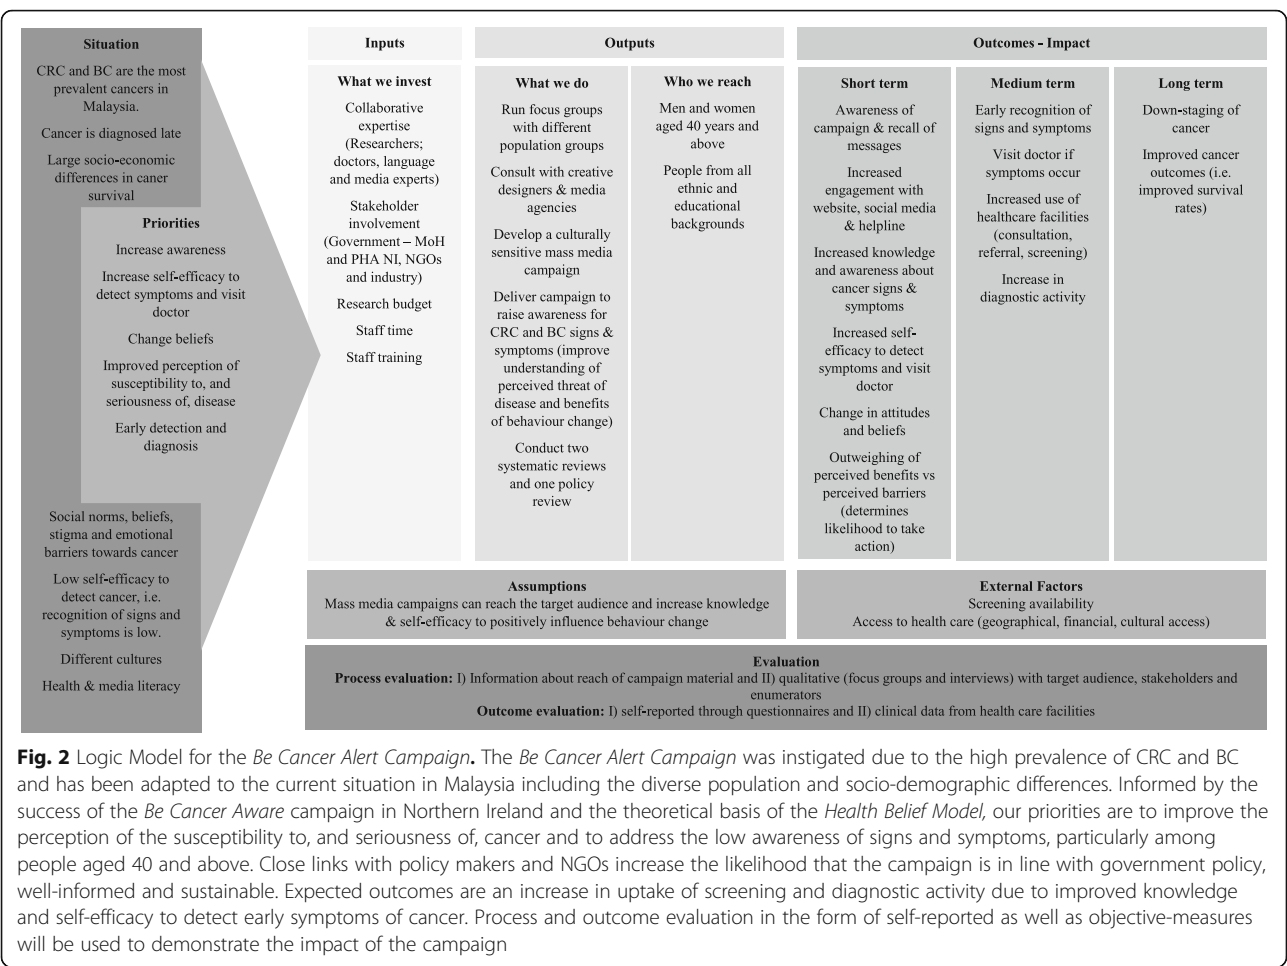 Situation
CRC and BC are the most
prevalent cancers in
Malaysia.
Cancer is diagnosed late
Large socio-economic
differences in caner
survival
Priorities
Increase awareness
Increase self-efficacy to
detect symptoms and visit
doctor
Change beliefs
Improved perception of
susceptibility to, and
seriousness of, disease
Early detection and
diagnosis
Social norms, beliefs,
stigma and emotional
barriers towards cancer
Low self-efficacy to
detect cancer, i.e.
recognition of signs and
symptoms is low.
Different cultures
Health & media literacy
Inputs
What we invest
Collaborative
expertise
(Researchers;
doctors, language
and media experts)
Stakeholder
involvement
(Government – MoH
and PHA NI, NGOs
and industry)
Research budget
Staff time
Staff training
Outputs
What we do
Run focus groups
with different
population groups
Consult with creative
designers & media
agencies
Develop a culturally
sensitive mass media
campaign
Deliver campaign to
raise awareness for
CRC and BC signs &
symptoms (improve
understanding of
perceived threat of
disease and benefits
of behaviour change)
Conduct two
systematic reviews
and one policy
review
Who we reach
Men and women
aged 40 years and
above
People from all
ethnic and
educational
backgrounds
Outcomes - Impact
Short term
Awareness of
campaign & recall of
messages
Increased
engagement with
website, social media
& helpline
Increased knowledge
and awareness about
cancer signs &
symptoms
Increased self-
efficacy to detect
symptoms and visit
doctor
Change in attitudes
and beliefs
Outweighing of
perceived benefits vs
perceived barriers
(determines
likelihood to take
action)
Medium term
Early recognition of
signs and symptoms
Visit doctor if
symptoms occur
Increased use of
healthcare facilities
(consultation,
referral, screening)
Increase in
diagnostic activity
Long term
Down-staging of
cancer
Improved cancer
outcomes (i.e.
improved survival
rates)
Assumptions
Mass media campaigns can reach the target audience and increase knowledge
& self-efficacy to positively influence behaviour change
External Factors
Screening availability
Access to health care (geographical, financial, cultural access)
Evaluation
Process evaluation: I) Information about reach of campaign material and II) qualitative (focus groups and interviews) with target audience, stakeholders and
enumerators
Outcome evaluation: I) self-reported through questionnaires and II) clinical data from health care facilities
Fig. 2 Logic Model for the Be Cancer Alert Campaign. The Be Cancer Alert Campaign was instigated due to the high prevalence of CRC and BC
and has been adapted to the current situation in Malaysia including the diverse population and socio-demographic differences. Informed by the
success of the Be Cancer Aware campaign in Northern Ireland and the theoretical basis of the Health Belief Model, our priorities are to improve the
perception of the susceptibility to, and seriousness of, cancer and to address the low awareness of signs and symptoms, particularly among
people aged 40 and above. Close links with policy makers and NGOs increase the likelihood that the campaign is in line with government policy,
well-informed and sustainable. Expected outcomes are an increase in uptake of screening and diagnostic activity due to improved knowledge
and self-efficacy to detect early symptoms of cancer. Process and outcome evaluation in the form of self-reported as well as objective-measures
will be used to demonstrate the impact of the campaign